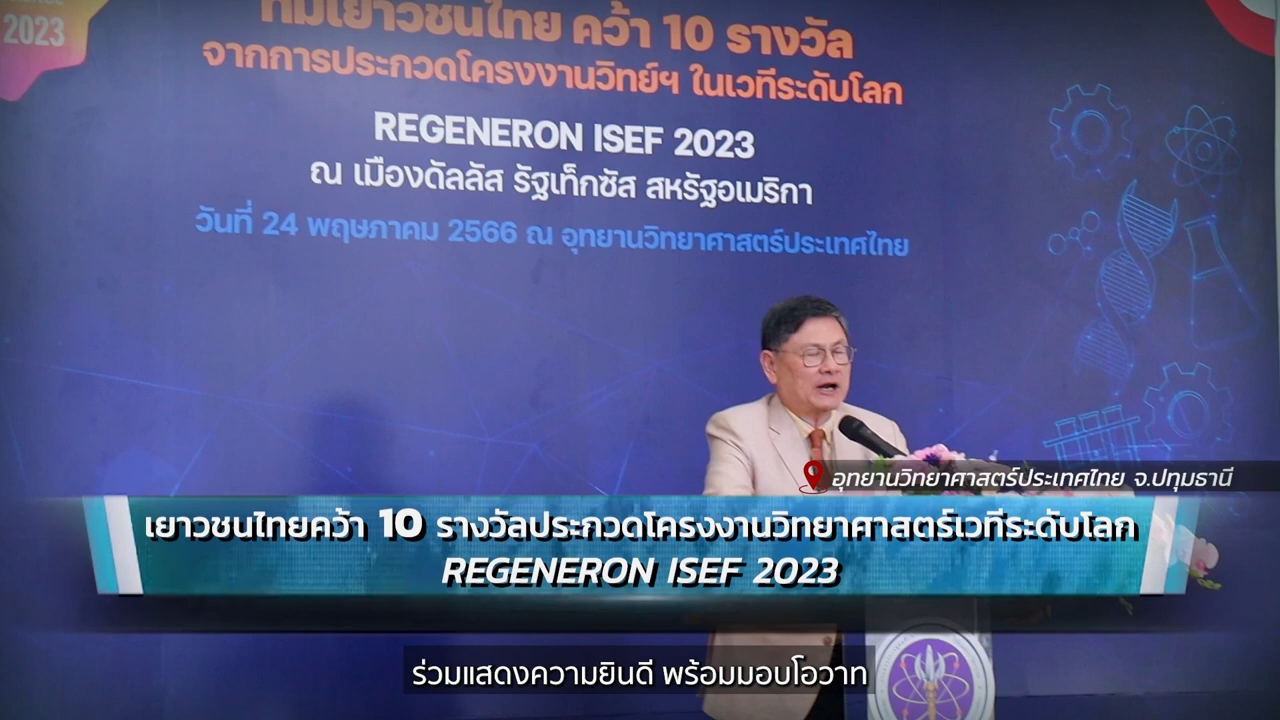 2023
ทีมเยาวชนไทย คว้า 10 รางวัล
จากการประกวดโครงงานวิทย์ฯ ในเวทีระดับโลก
REGENERON ISEF 2023
ณ เมืองดัลลัส รัฐเท็กซัส สหรัฐอเมริกา
วันที่ 24 พฤษภาคม 2566 ณ อุทยานวิทยาศาสตร์ประเทศไทย
อุทยานวิทยาศาสตร์ประเทศไทย จ.ปทุมธานี
เยาวชนไทยคว้า 10 รางวัลประกวดโครงงานวิทยาศาสตร์เวทีระดับโลก
REGENERON ISEF 2023
ร่วมแสดงความยินดี พร้อมมอบโอวาท